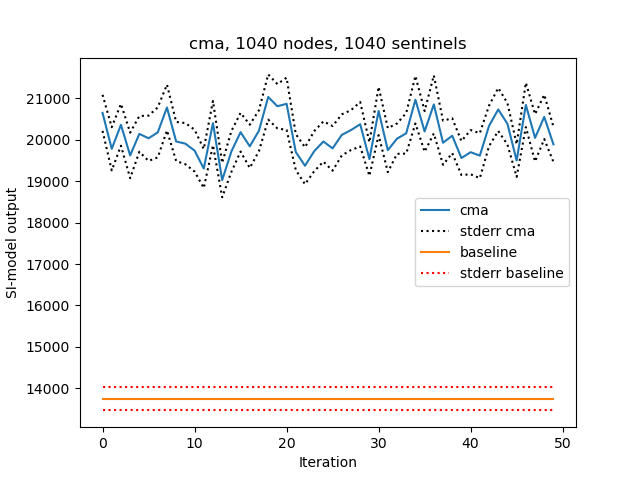 cma, 1040 nodes, 1040 sentinels
SI-model output
21000
20000
19000
18000
17000
16000
15000
14000
cma
stderr cma
baseline
stderr baseline
0
10
20
30
40
50
Iteration